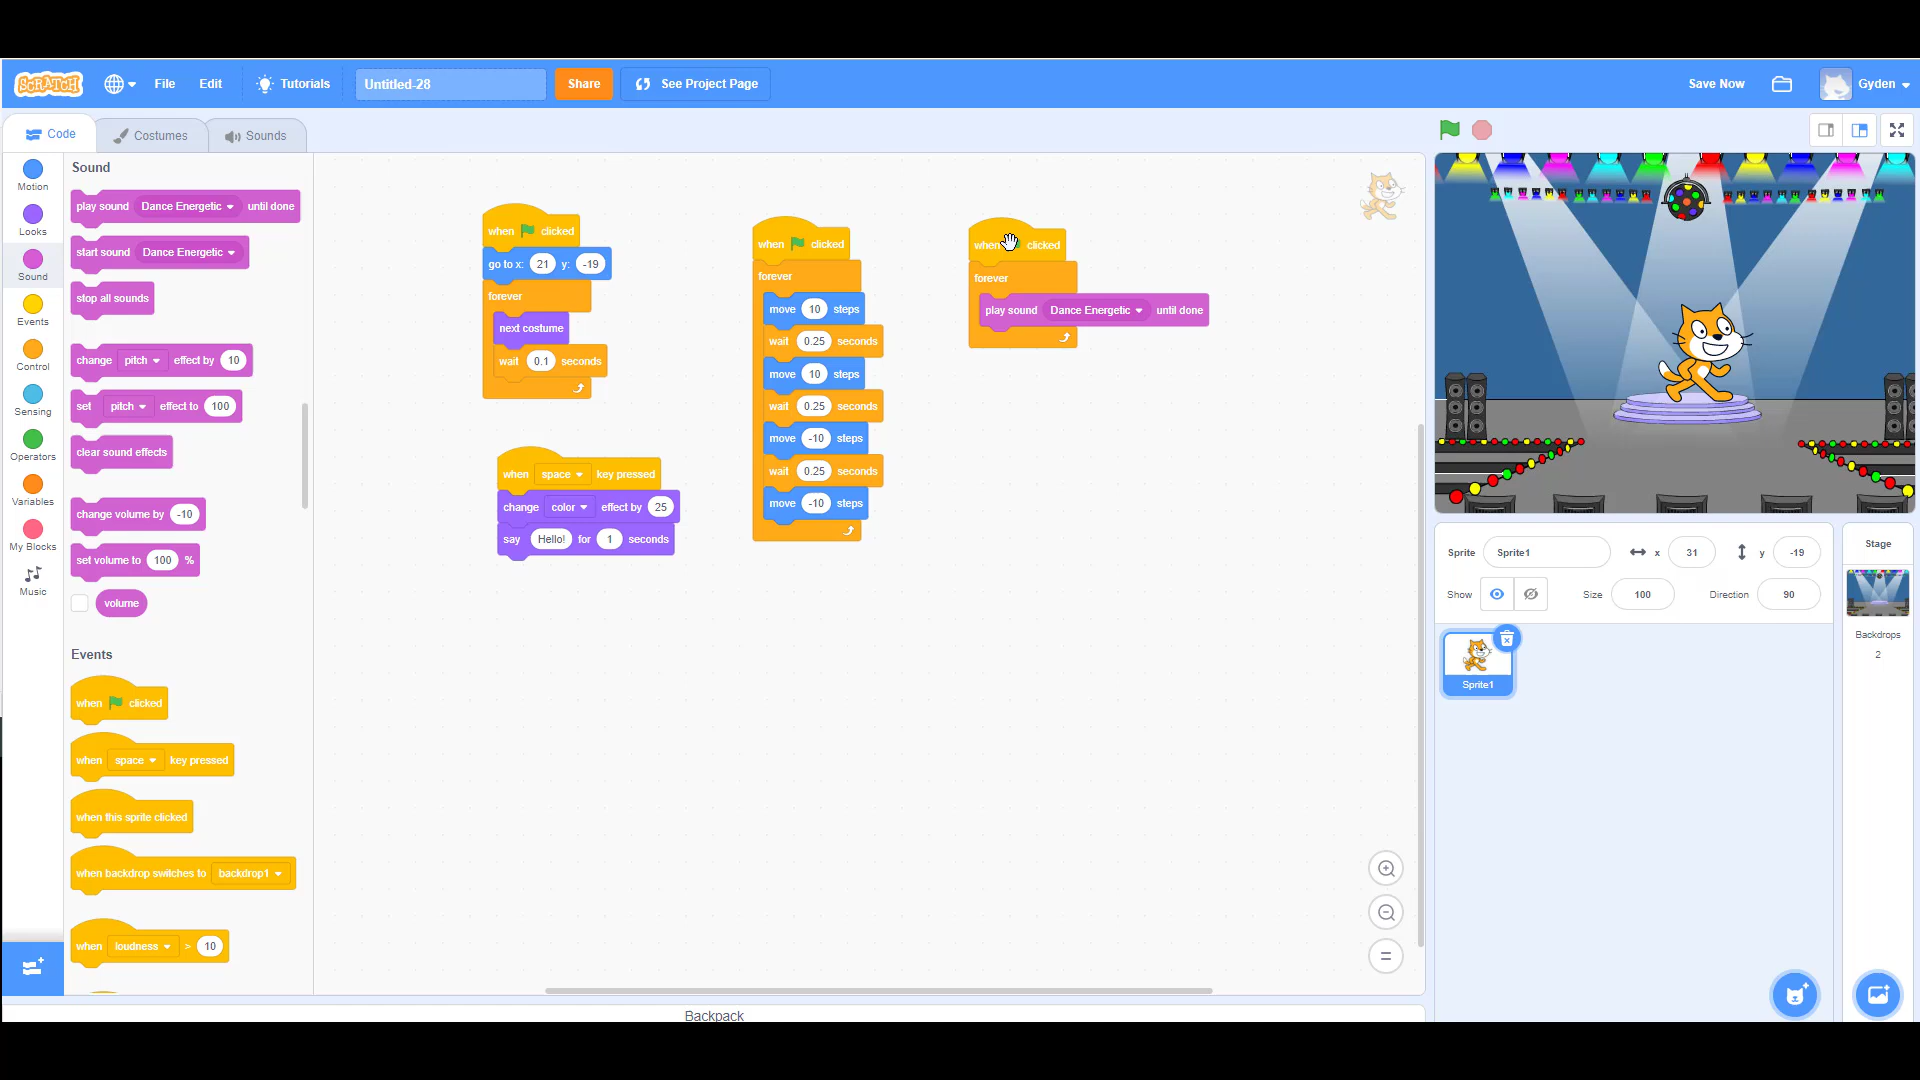 SCRATCH
File
Edit
Tutorials
Untitled-28
Share
See Project Page
Save Now
Gyden
Code
Costumes
Sounds
Motion
Looks
Sound
Events
Control
Sensing
Operators
Variables
My Blocks
Music
Sound
play sound Dance Energetic until done
start sound Dance Energetic
stop all sounds
change pitch effect by 10
set pitch effect to 100
clear sound effects
change volume by -10
set volume to 100 %
volume
Events
when clicked
when space key pressed
when this sprite clicked
when backdrop switches to backdrop1
when loudness > 10
when clicked
go to x: 21 y: -19
forever
next costume
wait 0.1 seconds
when space key pressed
change color effect by 25
say Hello! for 1 seconds
when clicked
forever
move 10 steps
wait 0.25 seconds
move 10 steps
wait 0.25 seconds
move -10 steps
wait 0.25 seconds
move -10 steps
when clicked
forever
play sound Dance Energetic until done
Sprite Sprite1 x 31 y -19
Show Size 100 Direction 90
Sprite1
Stage
Backdrops
2
Backpack